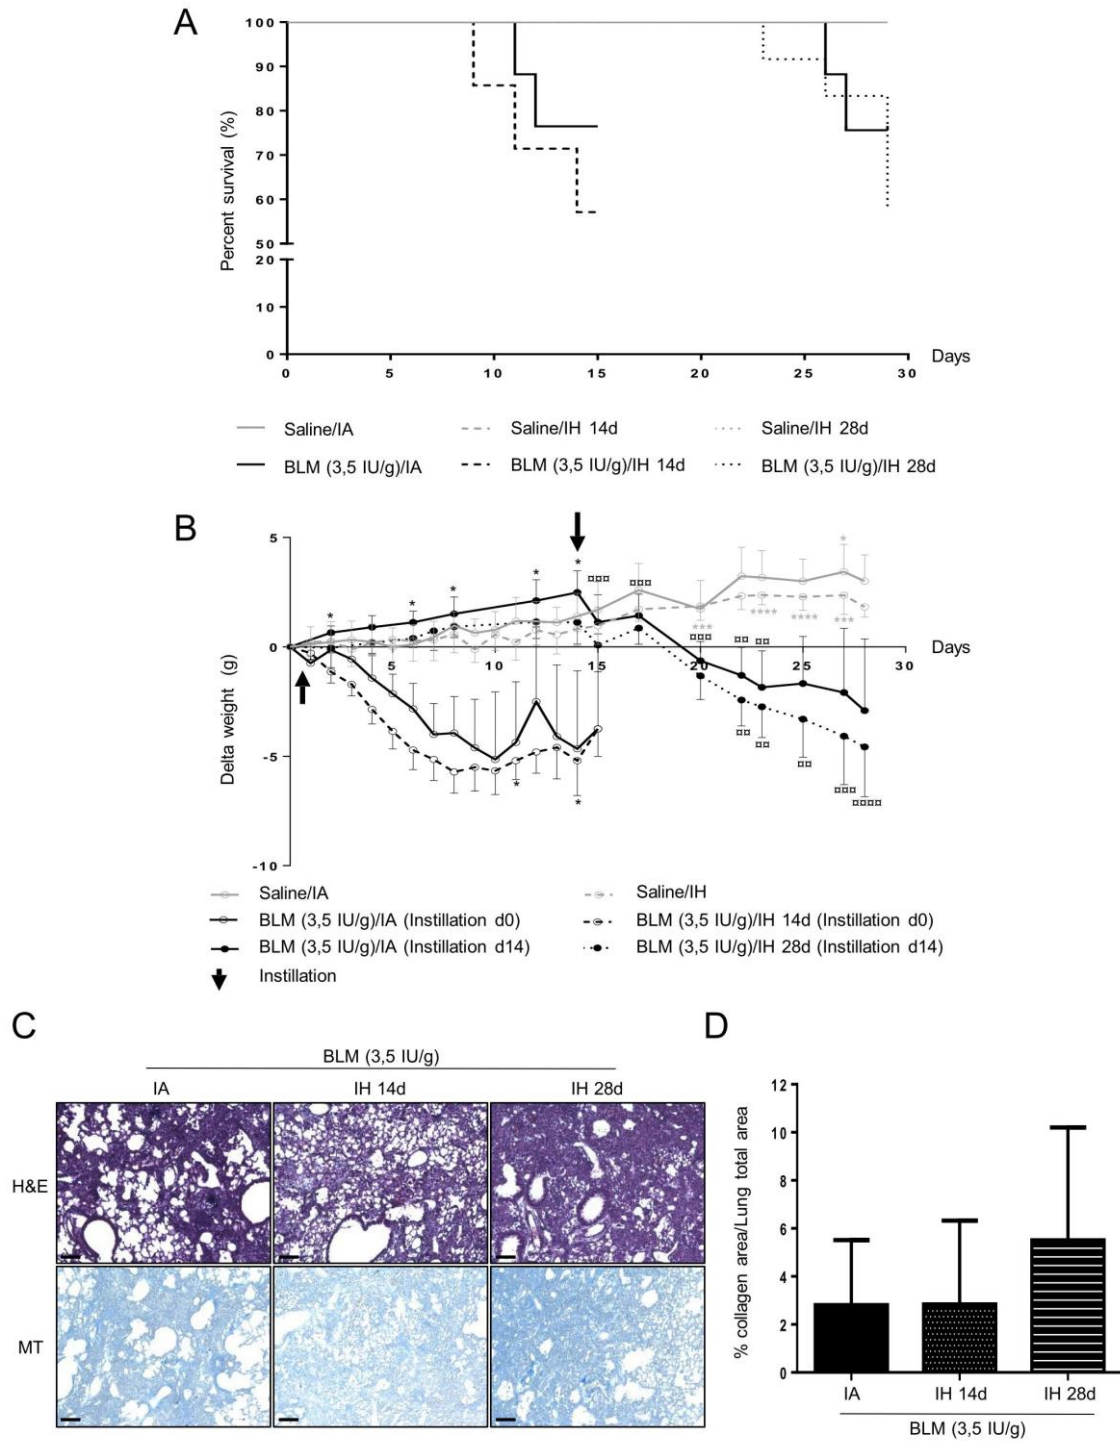 A
Percent survival (%)
100
90
80
70
60
50
20
10
0
0 5 10 15 20 25 30
Days
Saline/IA Saline/IH 14d Saline/IH 28d
BLM (3,5 IU/g)/IA BLM (3,5 IU/g)/IH 14d BLM (3,5 IU/g)/IH 28d
B
Delta weight (g)
5
0
-5
-10
5 10 15 20 25 30
Days
* * * * * ¤¤¤ ¤¤¤ *
*** **** **** ***
¤¤¤ ¤¤ ¤¤
¤¤ ¤¤ ¤¤ ¤¤¤ ¤¤¤¤
* *
Saline/IA Saline/IH
BLM (3,5 IU/g)/IA (Instillation d0) BLM (3,5 IU/g)/IH 14d (Instillation d0)
BLM (3,5 IU/g)/IA (Instillation d14) BLM (3,5 IU/g)/IH 28d (Instillation d14)
Instillation
C
BLM (3,5 IU/g)
IA IH 14d IH 28d
H&E
MT
D
% collagen area/Lung total area
12
10
8
6
4
2
0
IA IH 14d IH 28d
BLM (3,5 IU/g)